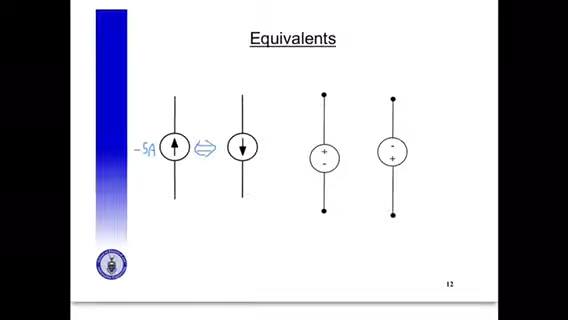 Equivalents
-5A ⇔
+
-
-
+
12